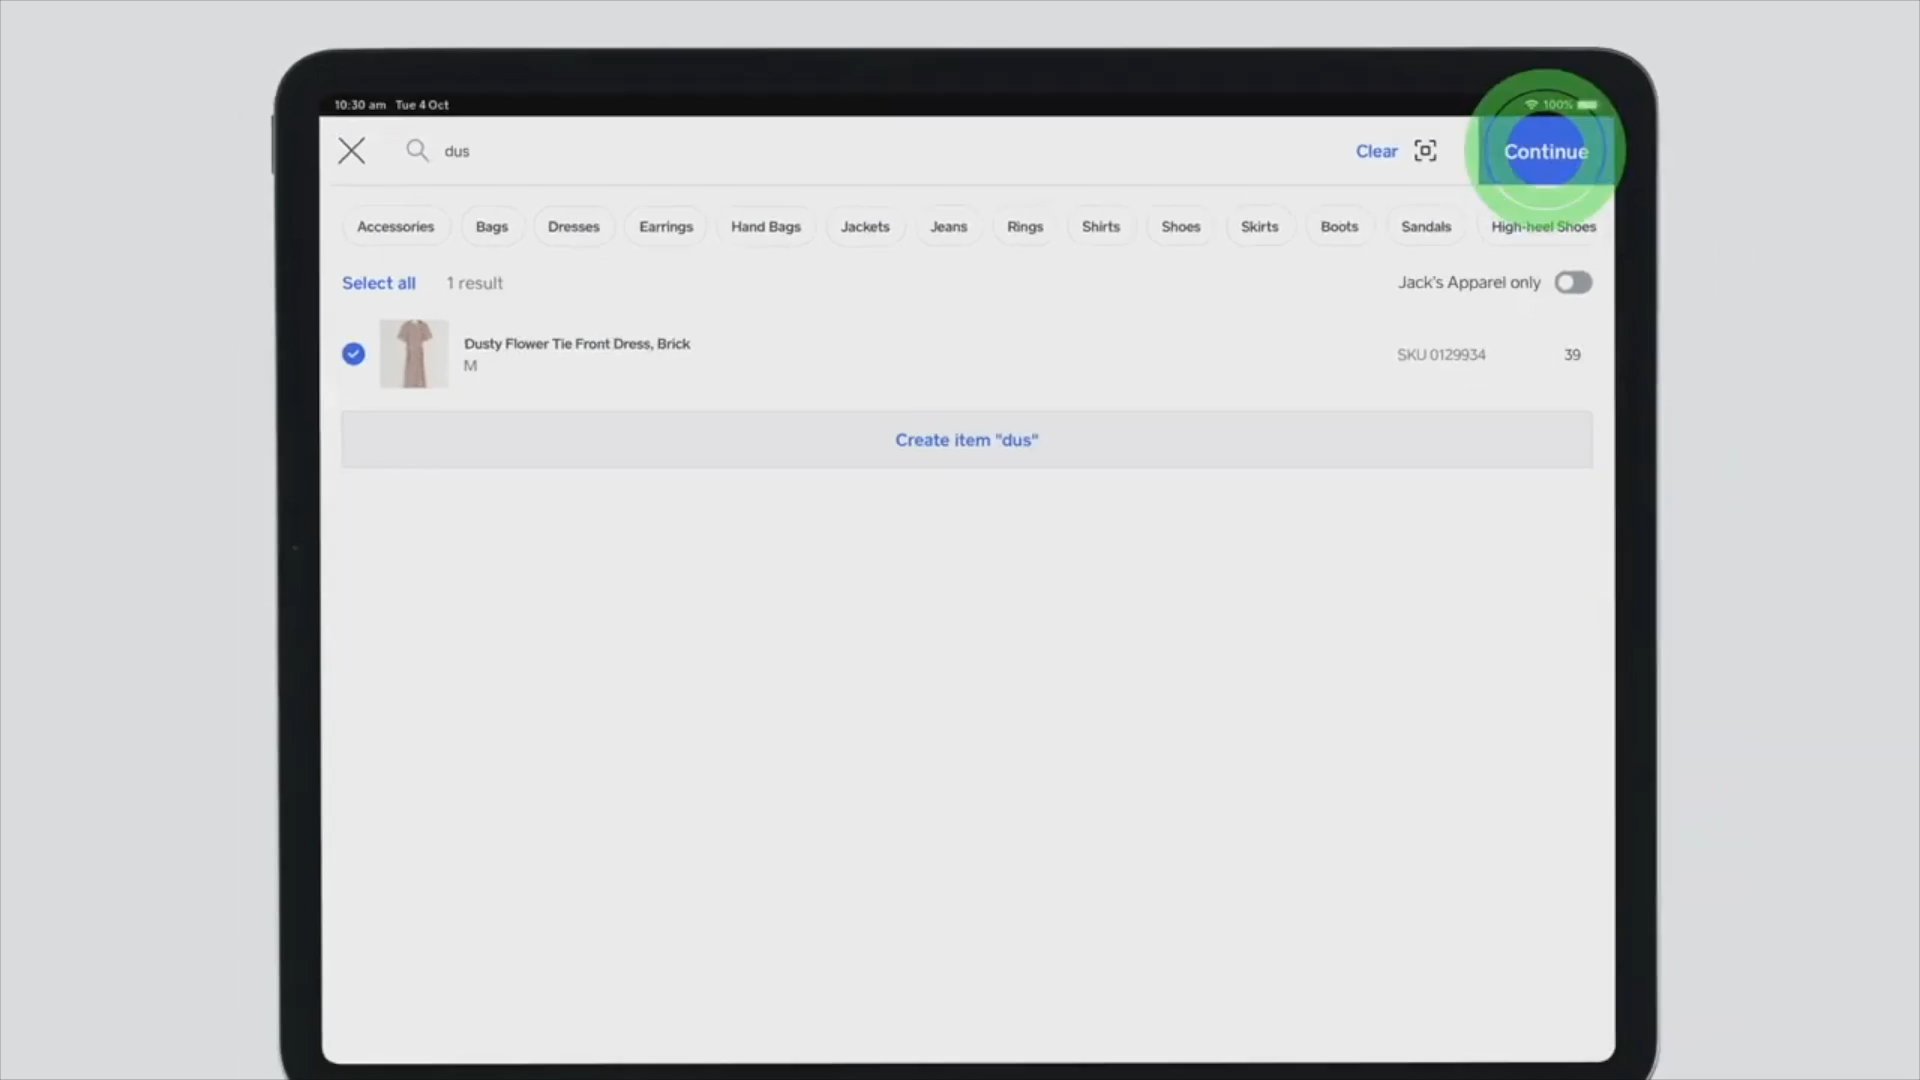 10:30 am Tue 4 Oct 100%
dus Clear Continue
Accessories Bags Dresses Earrings Hand Bags Jackets Jeans Rings Shirts Shoes Skirts Boots Sandals High-heel Shoes
Select all 1 result Jack's Apparel only
Dusty Flower Tie Front Dress, Brick
M
SKU 0129934 39
Create item "dus"